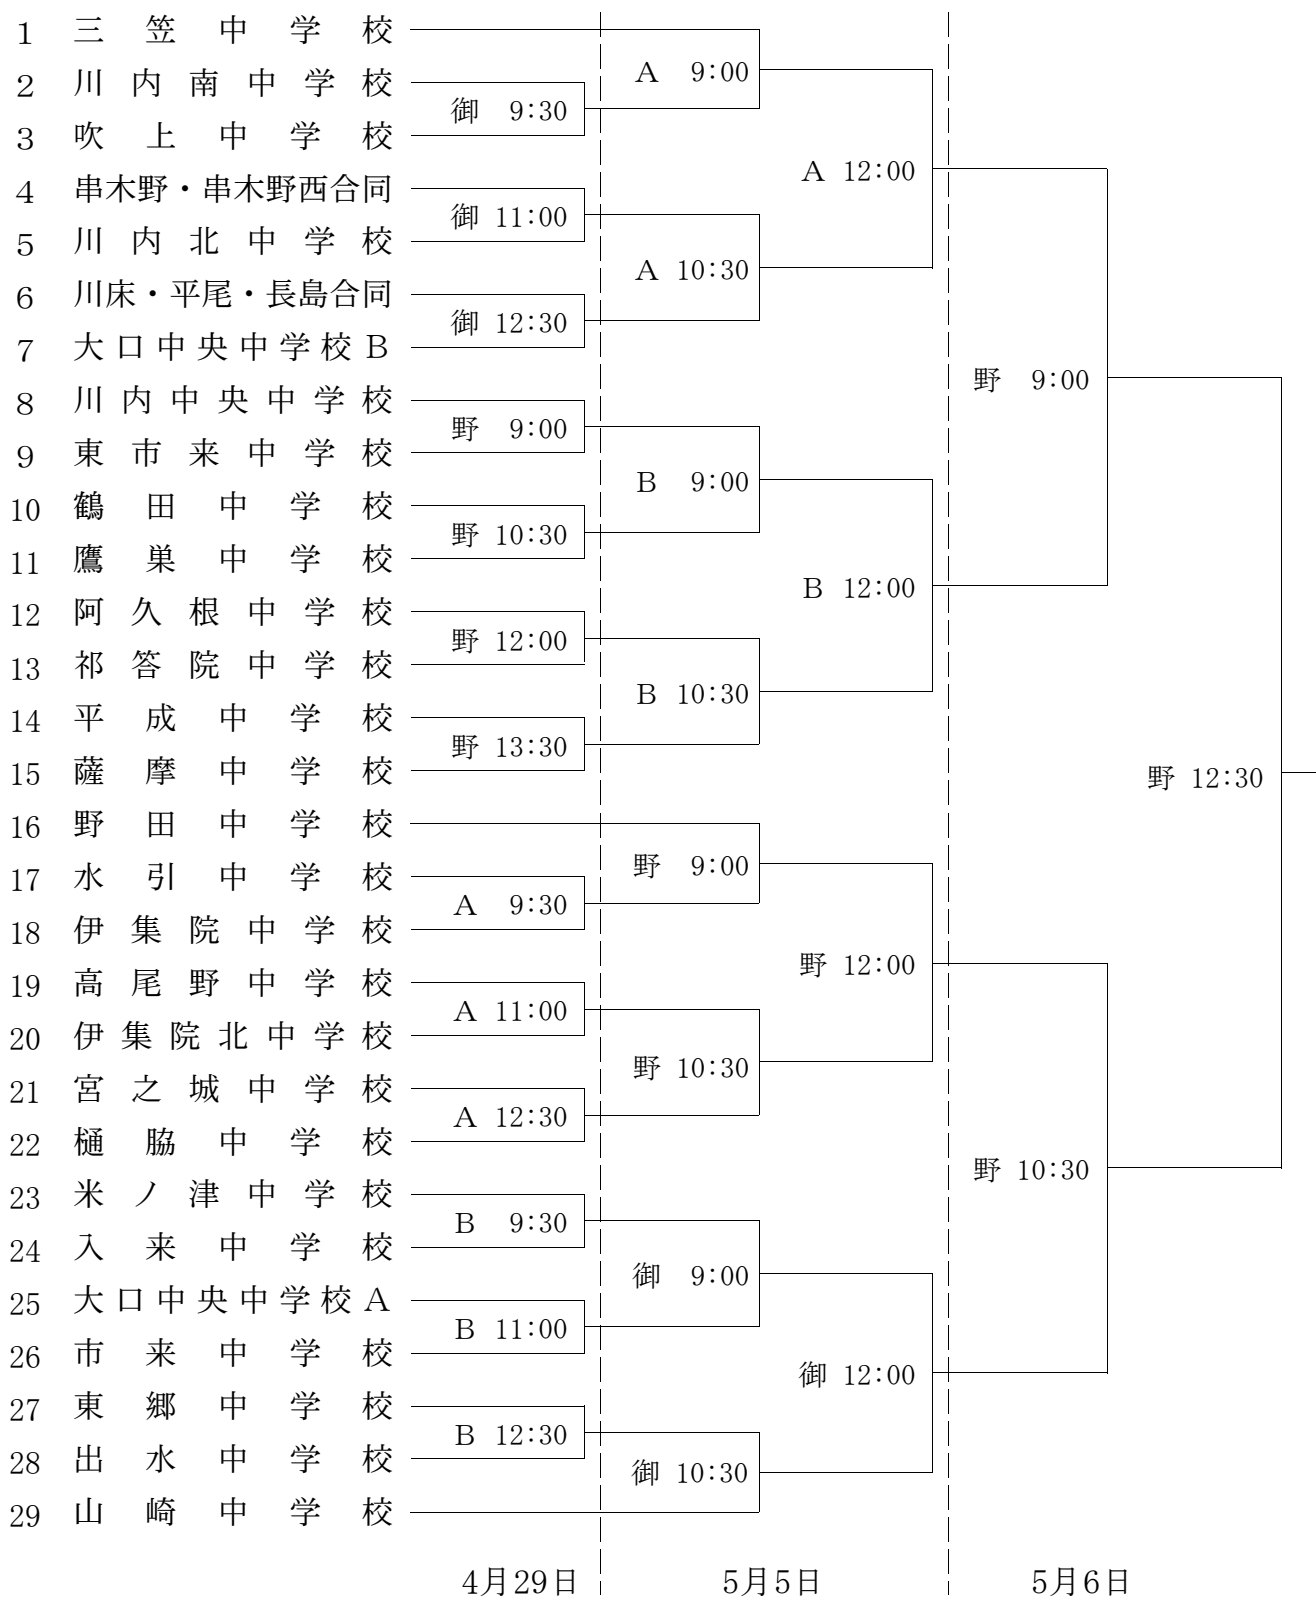 1 三笠中学校
A 9:00
2 川内南中学校
御 9:30
3 吹上中学校
A 12:00
4 串木野・串木野西合同
御 11:00
5 川内北中学校
A 10:30
6 川床・平尾・長島合同
御 12:30
7 大口中央中学校B
野 9:00
8 川内中央中学校
野 9:00
9 東市来中学校
B 9:00
10 鶴田中学校
野 10:30
11 鷹巣中学校
B 12:00
12 阿久根中学校
野 12:00
13 祁答院中学校
B 10:30
14 平成中学校
野 13:30
15 薩摩中学校
野 12:30
16 野田中学校
野 9:00
17 水引中学校
A 9:30
18 伊集院中学校
野 12:00
19 高尾野中学校
A 11:00
20 伊集院北中学校
野 10:30
21 宮之城中学校
A 12:30
22 樋脇中学校
野 10:30
23 米ノ津中学校
B 9:30
24 入来中学校
御 9:00
25 大口中央中学校A
B 11:00
26 市来中学校
御 12:00
27 東郷中学校
B 12:30
28 出水中学校
御 10:30
29 山崎中学校
4月29日 5月5日 5月6日